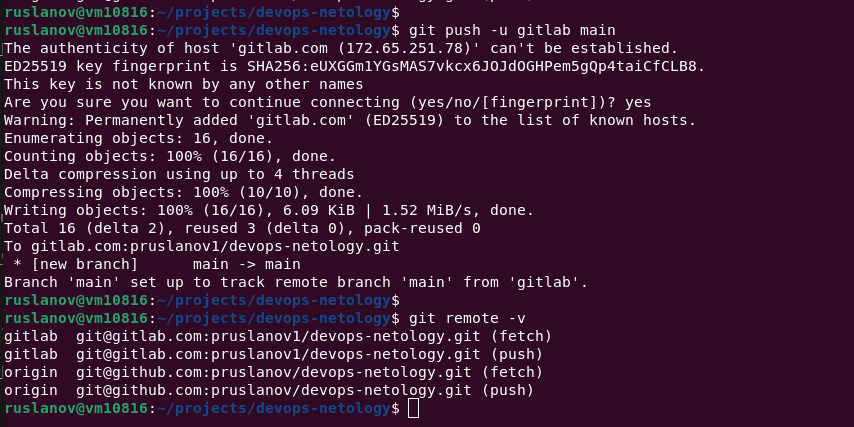 ruslanov@vm10816:~/projects/devops-netology$
ruslanov@vm10816:~/projects/devops-netology$ git push -u gitlab main
The authenticity of host 'gitlab.com (172.65.251.78)' can't be established.
ED25519 key fingerprint is SHA256:eUXGGm1YGsMAS7vkcx6JOJdOGHPem5gQp4taiCfCLB8.
This key is not known by any other names
Are you sure you want to continue connecting (yes/no/[fingerprint])? yes
Warning: Permanently added 'gitlab.com' (ED25519) to the list of known hosts.
Enumerating objects: 16, done.
Counting objects: 100% (16/16), done.
Delta compression using up to 4 threads
Compressing objects: 100% (10/10), done.
Writing objects: 100% (16/16), 6.09 KiB | 1.52 MiB/s, done.
Total 16 (delta 2), reused 3 (delta 0), pack-reused 0
To gitlab.com:pruslanov1/devops-netology.git
 * [new branch]      main -> main
Branch 'main' set up to track remote branch 'main' from 'gitlab'.
ruslanov@vm10816:~/projects/devops-netology$
ruslanov@vm10816:~/projects/devops-netology$ git remote -v
gitlab  git@gitlab.com:pruslanov1/devops-netology.git (fetch)
gitlab  git@gitlab.com:pruslanov1/devops-netology.git (push)
origin  git@github.com:pruslanov/devops-netology.git (fetch)
origin  git@github.com:pruslanov/devops-netology.git (push)
ruslanov@vm10816:~/projects/devops-netology$